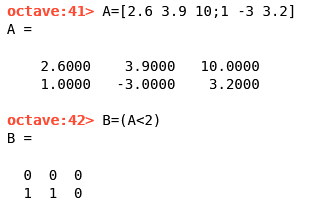 octave:41> A=[2.6 3.9 10;1 -3 3.2]
A =
2.6000 3.9000 10.0000
1.0000 -3.0000 3.2000
octave:42> B=(A<2)
B =
0 0 0
1 1 0